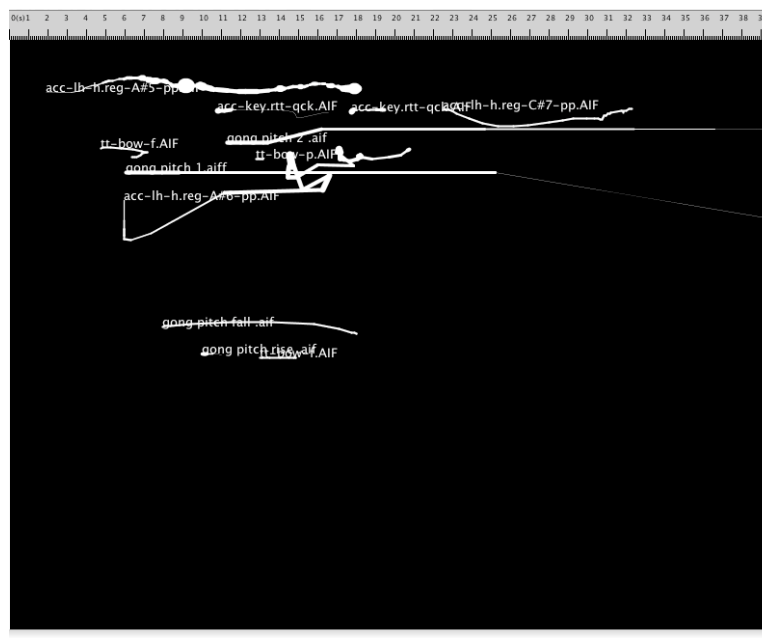 0(s)1 2 3 4 5 6 7 8 9 10 11 12 13 14 15 16 17 18 19 20 21 22 23 24 25 26 27 28 29 30 31 32 33 34 35 36 37 38
acc-lh-h.reg-A#5-pp.AIF
acc-key.rtt-qck.AIF
acc-key.rtt-qck.AIF
acc-lh-h.reg-C#7-pp.AIF
gong pitch 2 .aif
tt-bow-f.AIF
tt-bow-p.AIF
gong pitch 1.aiff
acc-lh-h.reg-A#6-pp.AIF
gong pitch fall .aif
gong pitch rise .aif
tt-bow-f.AIF